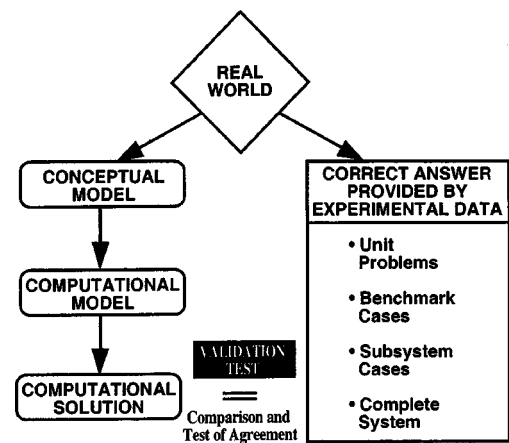 REAL
WORLD
CONCEPTUAL
MODEL
COMPUTATIONAL
MODEL
COMPUTATIONAL
SOLUTION
VALIDATION
TEST
Comparison and
Test of Agreement
CORRECT ANSWER
PROVIDED BY
EXPERIMENTAL DATA
• Unit
Problems
• Benchmark
Cases
• Subsystem
Cases
• Complete
System